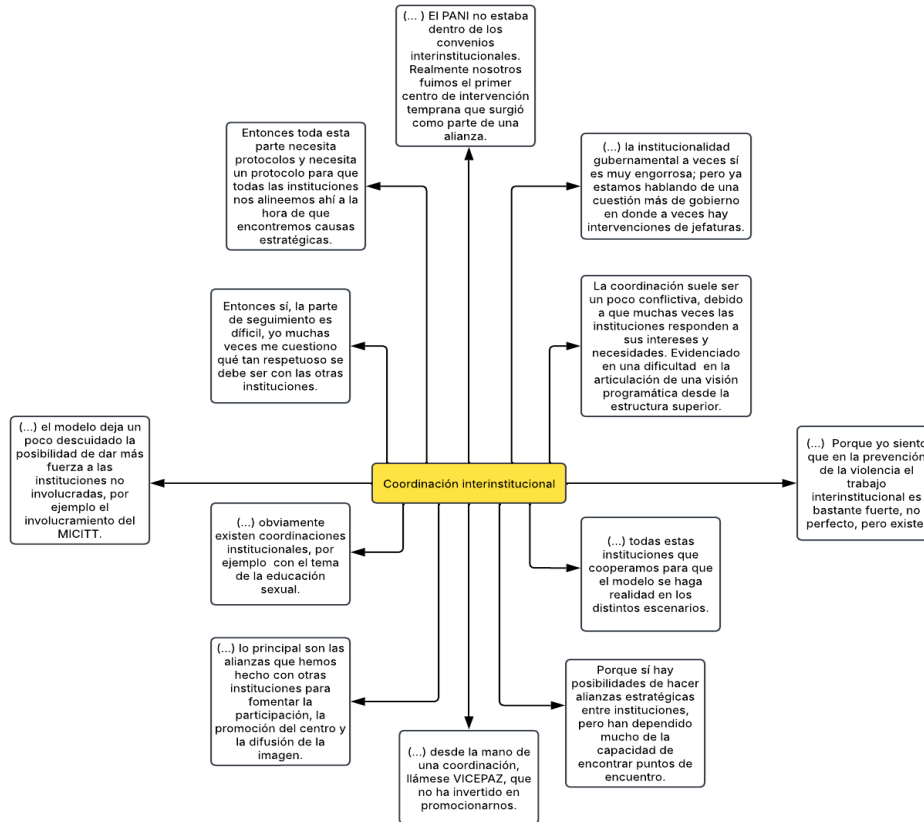 (... ) El PANI no estaba
dentro de los
convenios
interinstitucionales.
Realmente nosotros
fuimos el primer
centro de intervención
temprana que surgió
como parte de una
alianza.
Entonces toda esta
parte necesita
protocolos y necesita
un protocolo para que
todas las instituciones
nos alineemos ahí a la
hora de que
encontremos causas
estratégicas.
(...) la institucionalidad
gubernamental a veces sí
es muy engorrosa; pero ya
estamos hablando de una
cuestión más de gobierno
en donde a veces hay
intervenciones de jefaturas.
Entonces sí, la parte
de seguimiento es
díficil, yo muchas
veces me cuestiono
qué tan respetuoso se
debe ser con las otras
instituciones.
La coordinación suele ser
un poco conflictiva, debido
a que muchas veces las
instituciones responden a
sus intereses y
necesidades. Evidenciado
en una dificultad en la
articulación de una visión
programática desde la
estructura superior.
(...) el modelo deja un
poco descuidado la
posibilidad de dar más
fuerza a las
instituciones no
involucradas, por
ejemplo el
involucramiento del
MICITT.
Coordinación interinstitucional
(...) Porque yo siento
que en la prevención
de la violencia el
trabajo
interinstitucional es
bastante fuerte, no
perfecto, pero existe
(...) obviamente
existen coordinaciones
institucionales, por
ejemplo con el tema
de la educación
sexual.
(...) todas estas
instituciones que
cooperamos para que
el modelo se haga
realidad en los
distintos escenarios.
(...) lo principal son las
alianzas que hemos
hecho con otras
instituciones para
fomentar la
participación, la
promoción del centro y
la difusión de la
imagen.
Porque sí hay
posibilidades de hacer
alianzas estratégicas
entre instituciones,
pero han dependido
mucho de la
capacidad de
encontrar puntos de
encuentro.
(...) desde la mano de
una coordinación,
llámese VICEPAZ, que
no ha invertido en
promocionarnos.